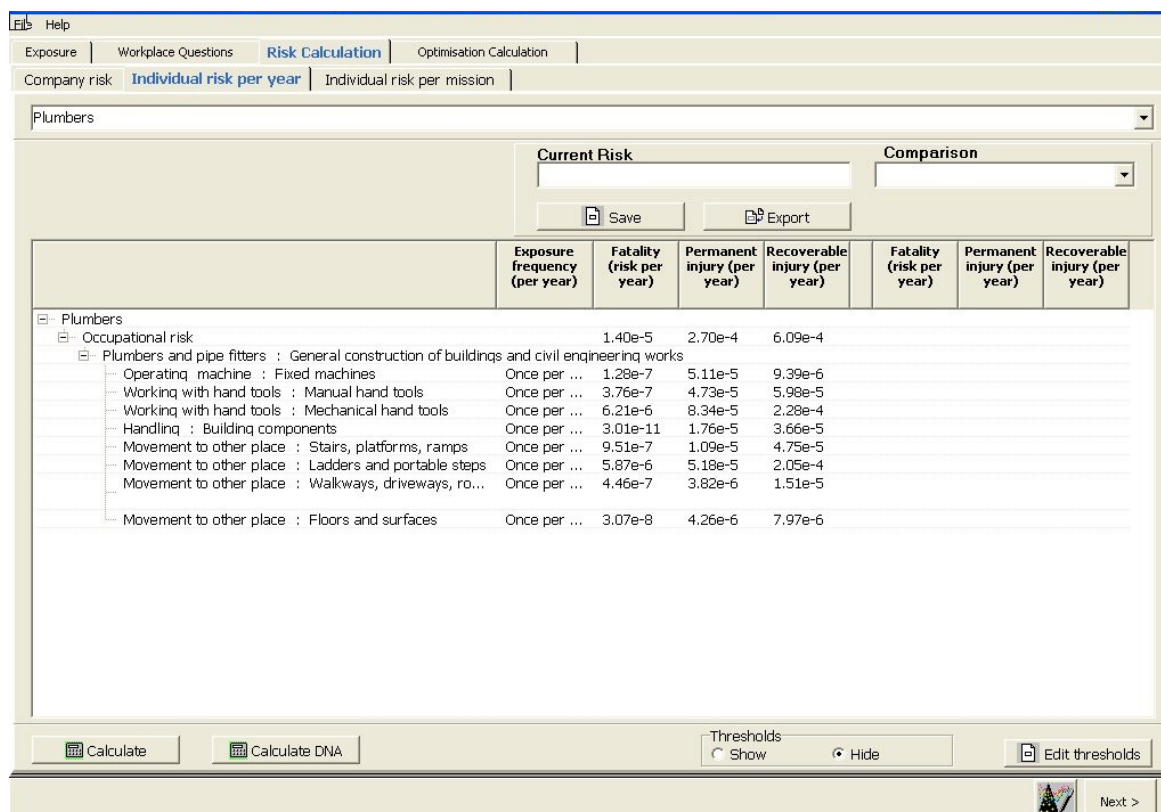 File Help
Exposure Workplace Questions Risk Calculation Optimisation Calculation
Company risk Individual risk per year Individual risk per mission
Plumbers
Current Risk Comparison
Save Export
Exposure frequency (per year) Fatality (risk per year) Permanent injury (per year) Recoverable injury (per year) Fatality (risk per year) Permanent injury (per year) Recoverable injury (per year)
Plumbers
Occupational risk 1.40e-5 2.70e-4 6.09e-4
Plumbers and pipe fitters : General construction of buildings and civil engineering works
Operating machine : Fixed machines Once per ... 1.28e-7 5.11e-5 9.39e-6
Working with hand tools : Manual hand tools Once per ... 3.76e-7 4.73e-5 5.98e-5
Working with hand tools : Mechanical hand tools Once per ... 6.21e-6 8.34e-5 2.28e-4
Handling : Building components Once per ... 3.01e-11 1.76e-5 3.66e-5
Movement to other place : Stairs, platforms, ramps Once per ... 9.51e-7 1.09e-5 4.75e-5
Movement to other place : Ladders and portable steps Once per ... 5.87e-6 5.18e-5 2.05e-4
Movement to other place : Walkways, driveways, ro... Once per ... 4.46e-7 3.82e-6 1.51e-5
Movement to other place : Floors and surfaces Once per ... 3.07e-8 4.26e-6 7.97e-6
Thresholds
Calculate Calculate DNA Show Hide Edit thresholds
Next >